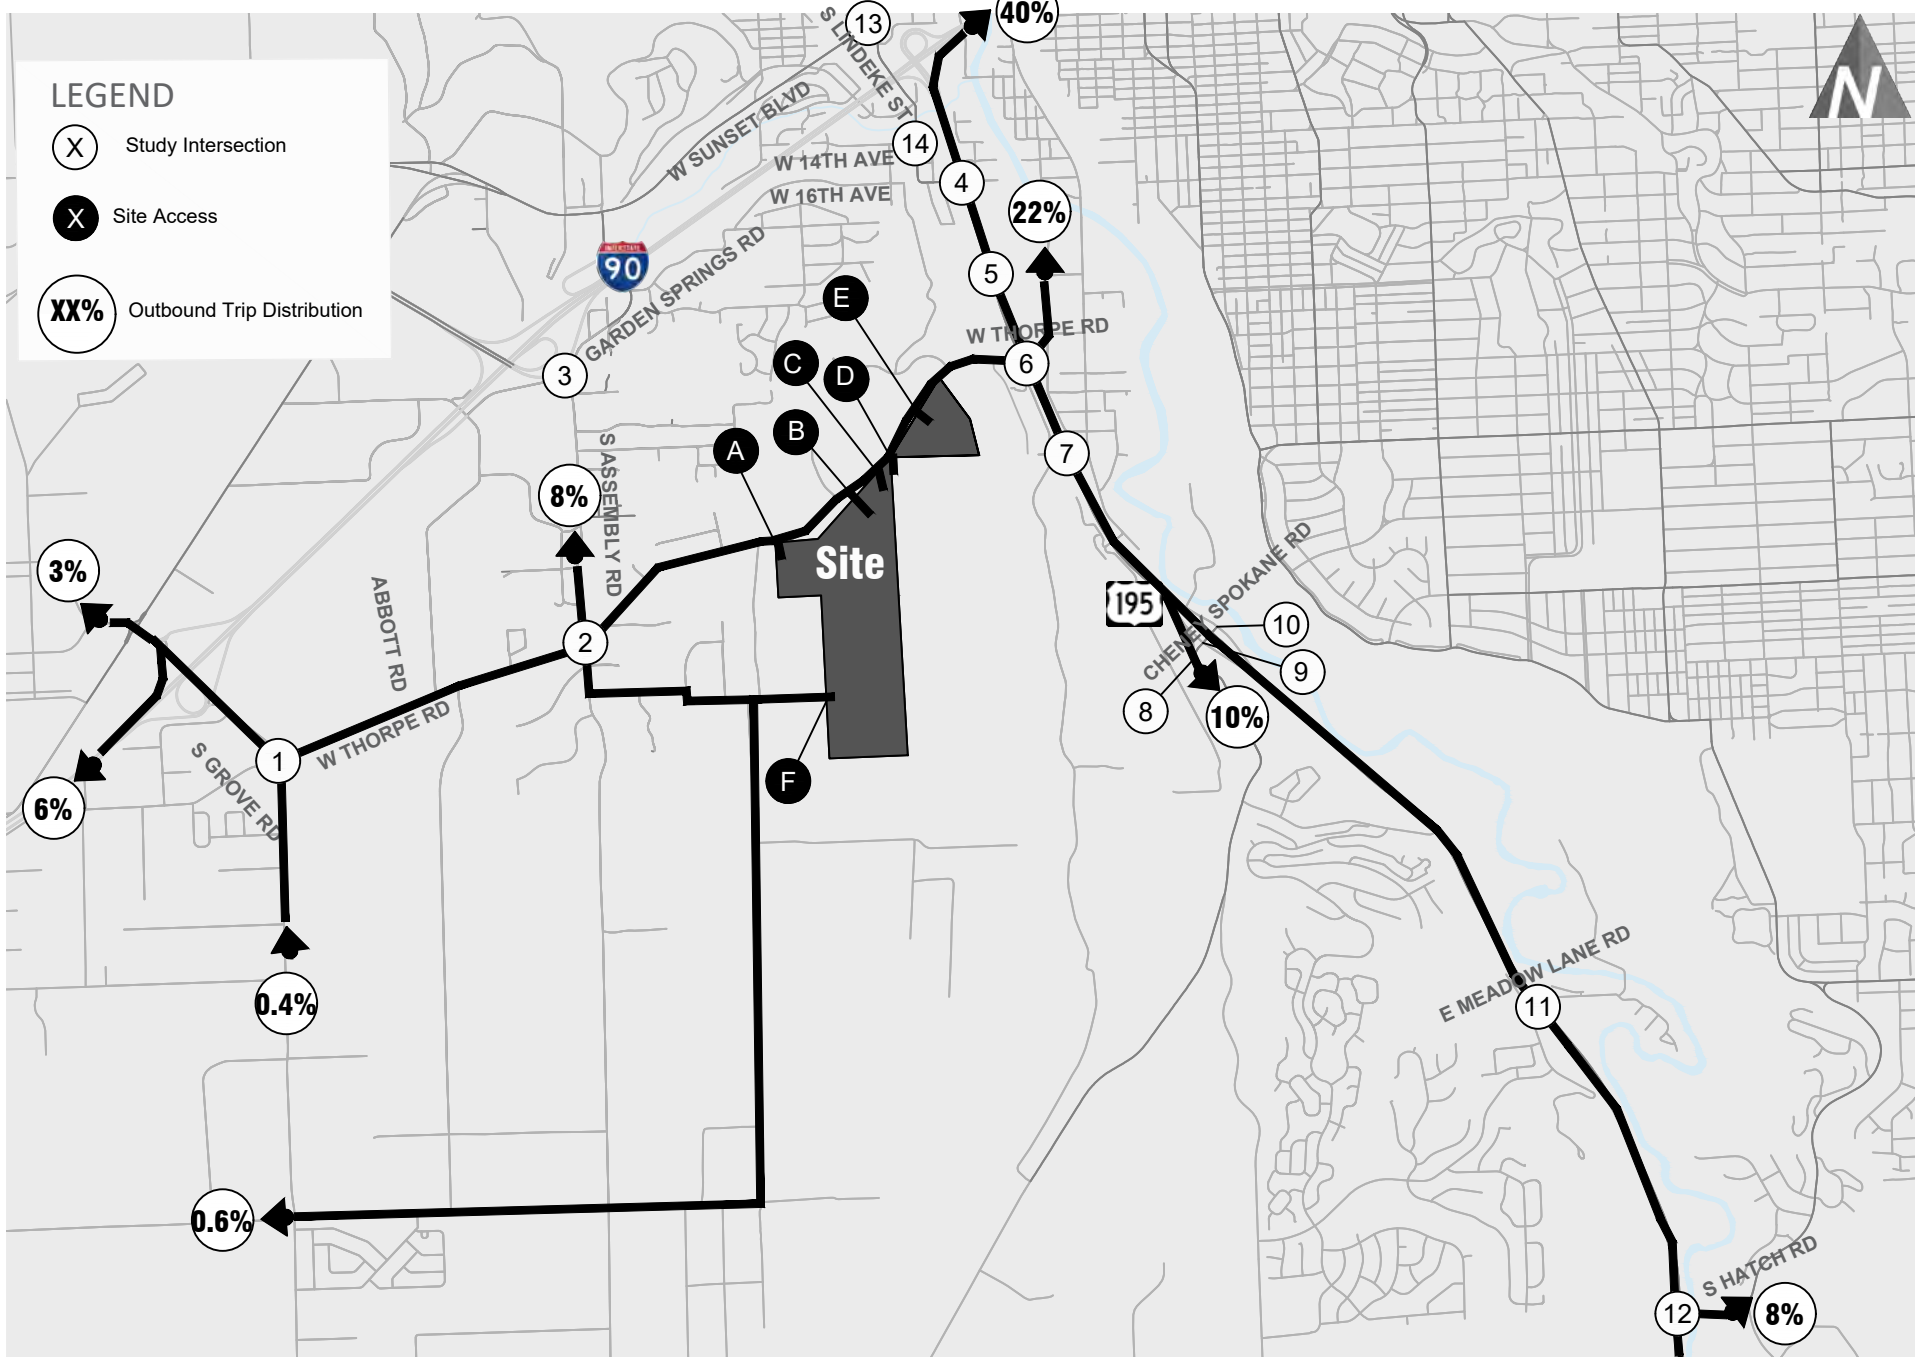 LEGEND
X Study Intersection
X Site Access
XX% Outbound Trip Distribution
13
40%
N
S LINDEKE ST
W SUNSET BLVD
14
W 14TH AVE
4
W 16TH AVE
22%
INTERSTATE
90
GARDEN SPRINGS RD
5
E
W THORPE RD
3
C
D
6
B
A
7
S ASSEMBLY RD
8%
Site
3%
ABBOTT RD
195
CHENEY SPOKANE RD
10
2
9
8
10%
1
W THORPE RD
S GROVE RD
F
6%
E MEADOW LANE RD
0.4%
11
0.6%
S HATCH RD
12
8%